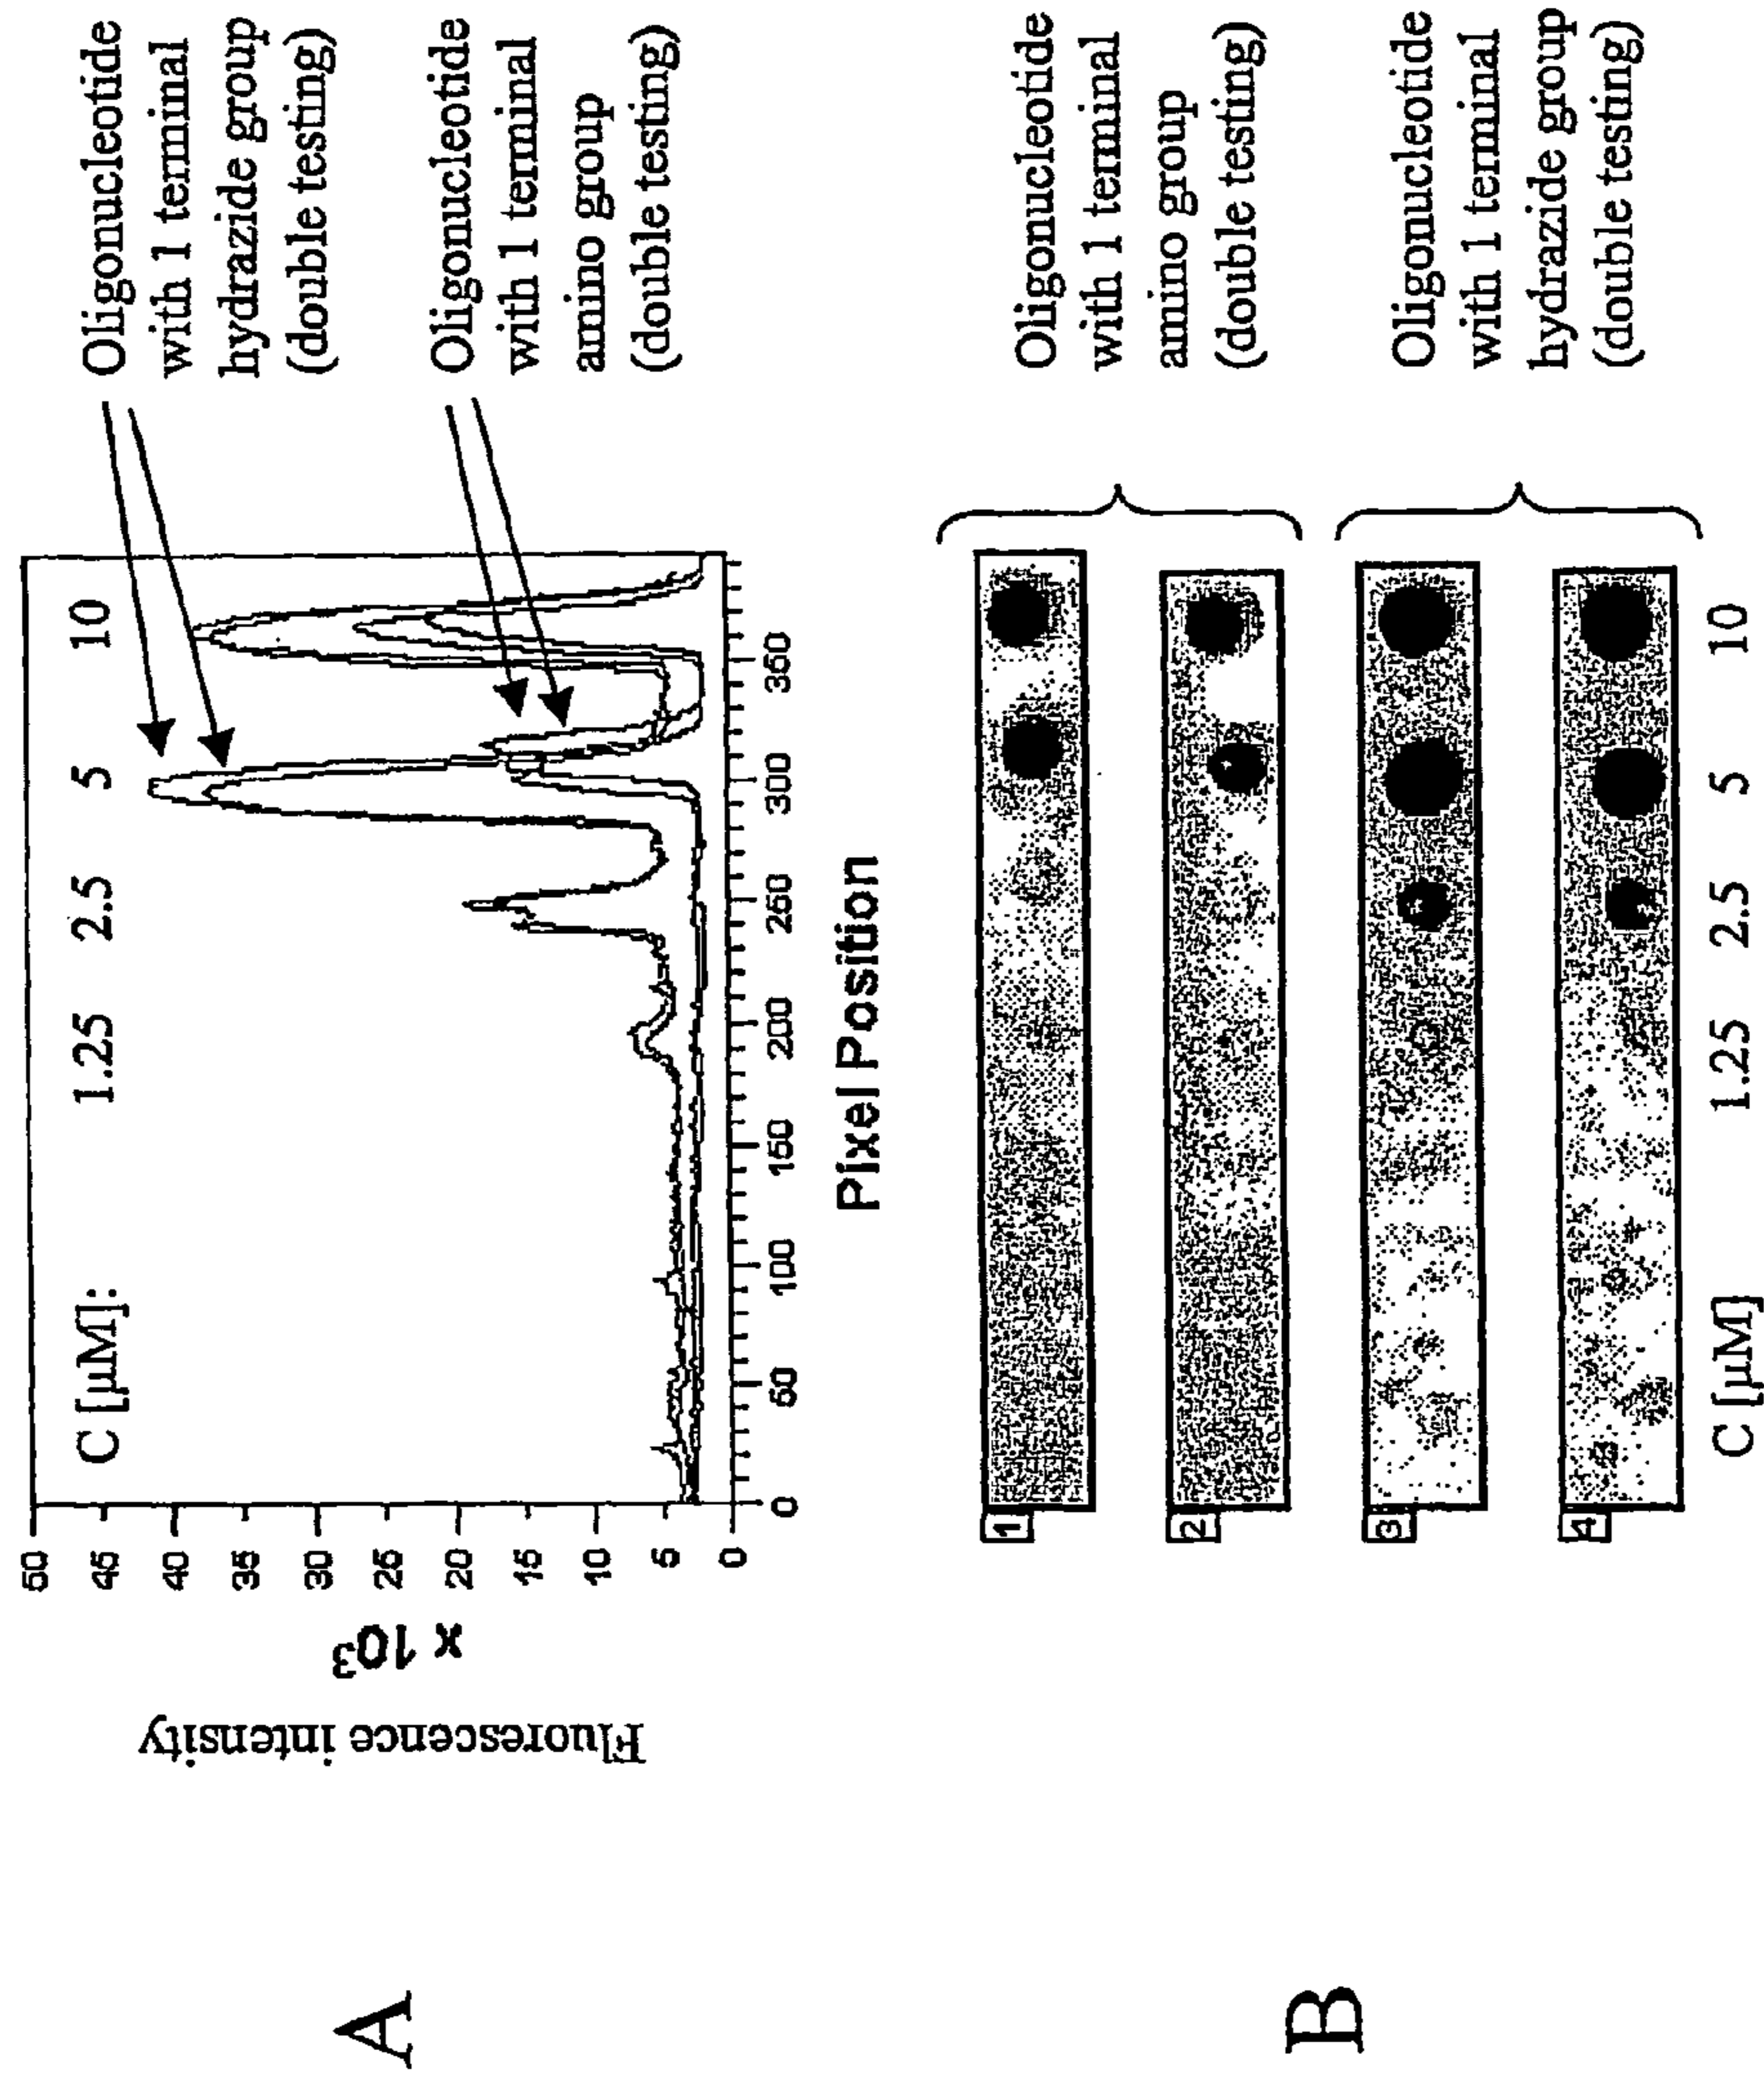 A
Fluorescence intensity
x 10³
50
45
40
35
30
25
20
15
10
5
0
C [µM]: 1.25 2.5 5 10
0 50 100 150 200 250 300 350
Pixel Position
Oligonucleotide
with 1 terminal
hydrazide group
(double testing)
Oligonucleotide
with 1 terminal
amino group
(double testing)
B
1
2
3
4
Oligonucleotide
with 1 terminal
amino group
(double testing)
Oligonucleotide
with 1 terminal
hydrazide group
(double testing)
C [µM] 1.25 2.5 5 10